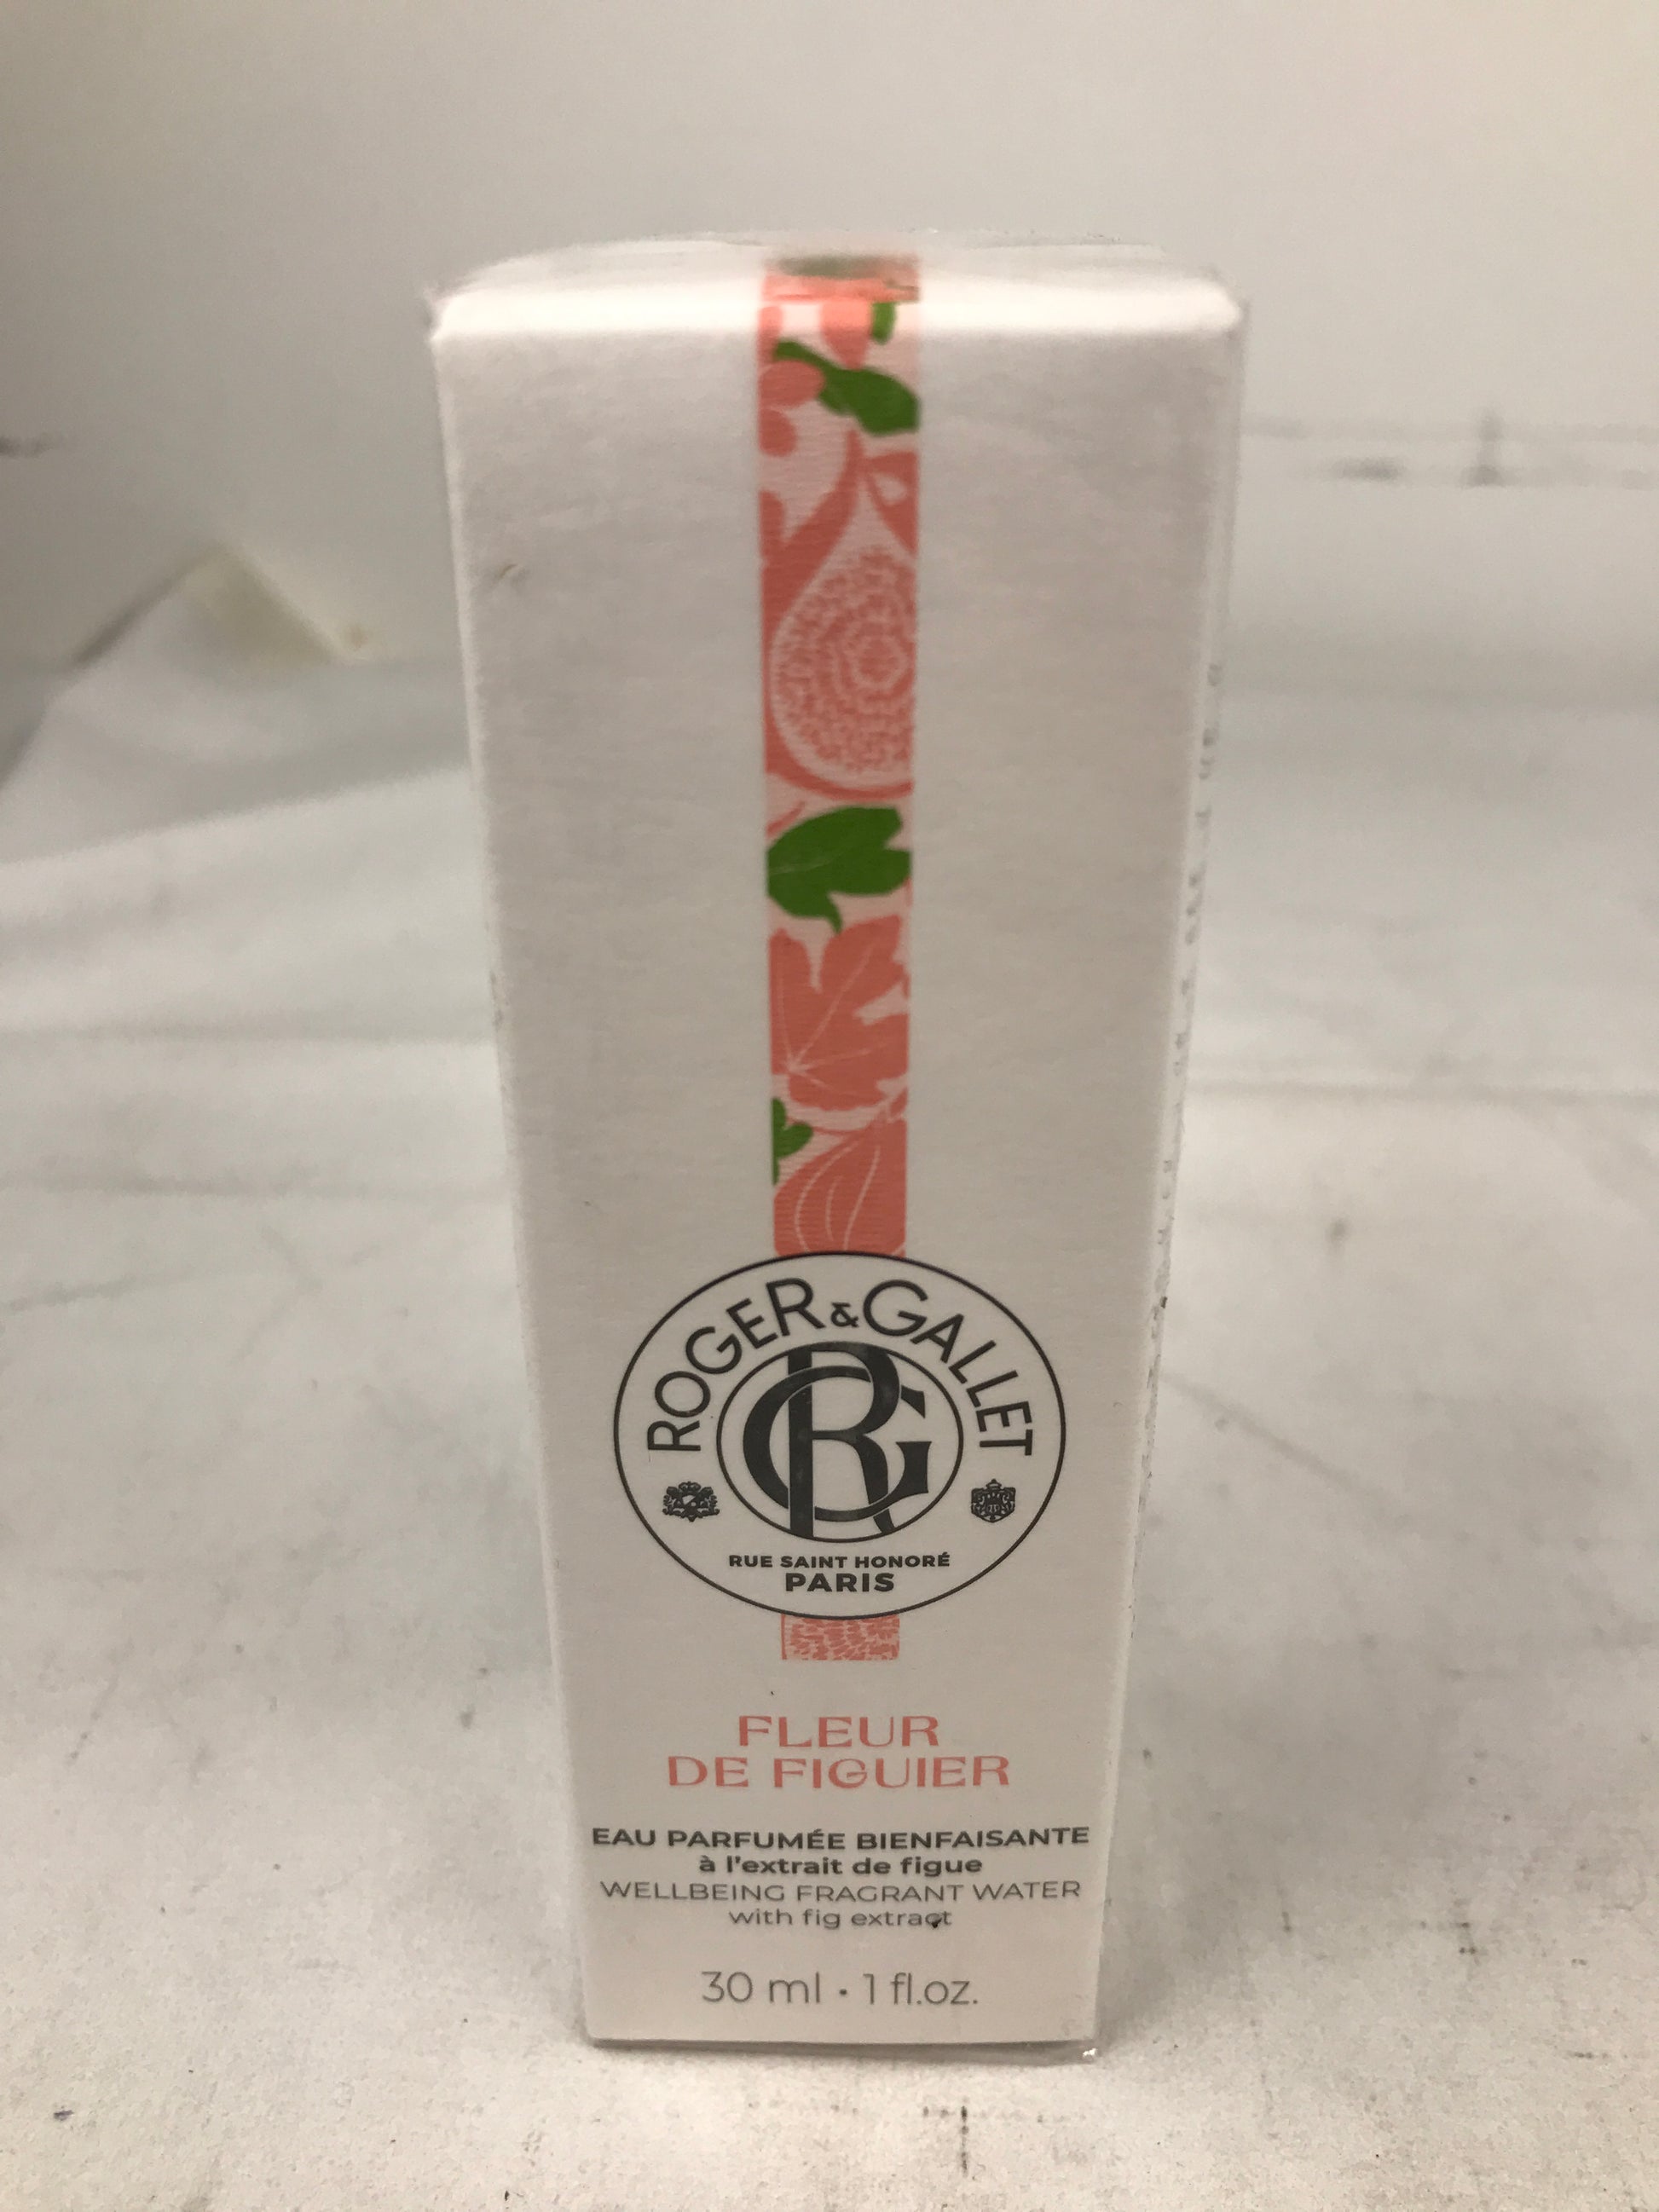 ROGER & GALLET
RG
RUE SAINT HONORÉ
PARIS
FLEUR
DE FIGUIER
EAU PARFUMÉE BIENFAISANTE
à l'extrait de figue
WELLBEING FRAGRANT WATER
with fig extract
30 ml • 1 fl.oz.